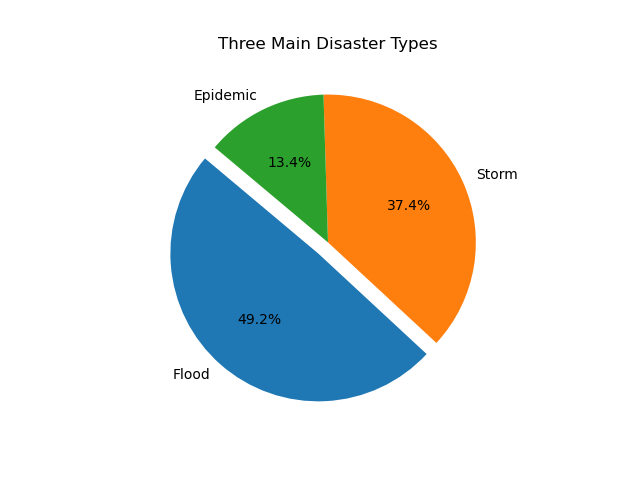 Three Main Disaster Types
Epidemic
13.4%
Storm
37.4%
49.2%
Flood